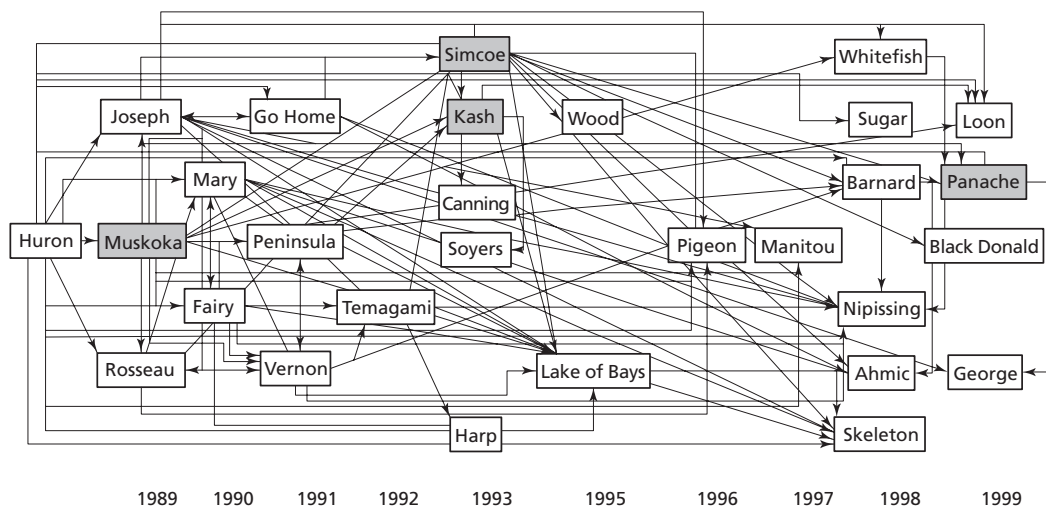 Simcoe
Whitefish
Joseph
Go Home
Kash
Wood
Sugar
Loon
Mary
Canning
Barnard
Panache
Huron
Muskoka
Peninsula
Soyers
Pigeon
Manitou
Black Donald
Fairy
Temagami
Nipissing
Rosseau
Vernon
Lake of Bays
Ahmic
George
Harp
Skeleton
1989 1990 1991 1992 1993 1995 1996 1997 1998 1999